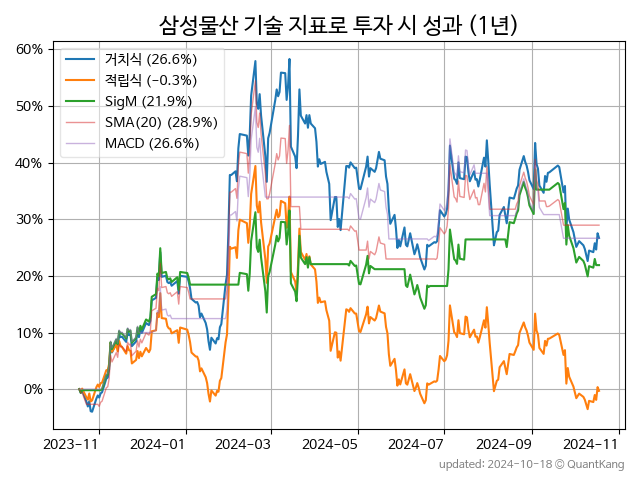 삼성물산 기술 지표로 투자 시 성과 (1년)
거치식 (26.6%)
적립식 (−0.3%)
SigM (21.9%)
SMA(20) (28.9%)
MACD (26.6%)
60%
50%
40%
30%
20%
10%
0%
2023-11 2024-01 2024-03 2024-05 2024-07 2024-09 2024-11
updated: 2024-10-18 © QuantKang